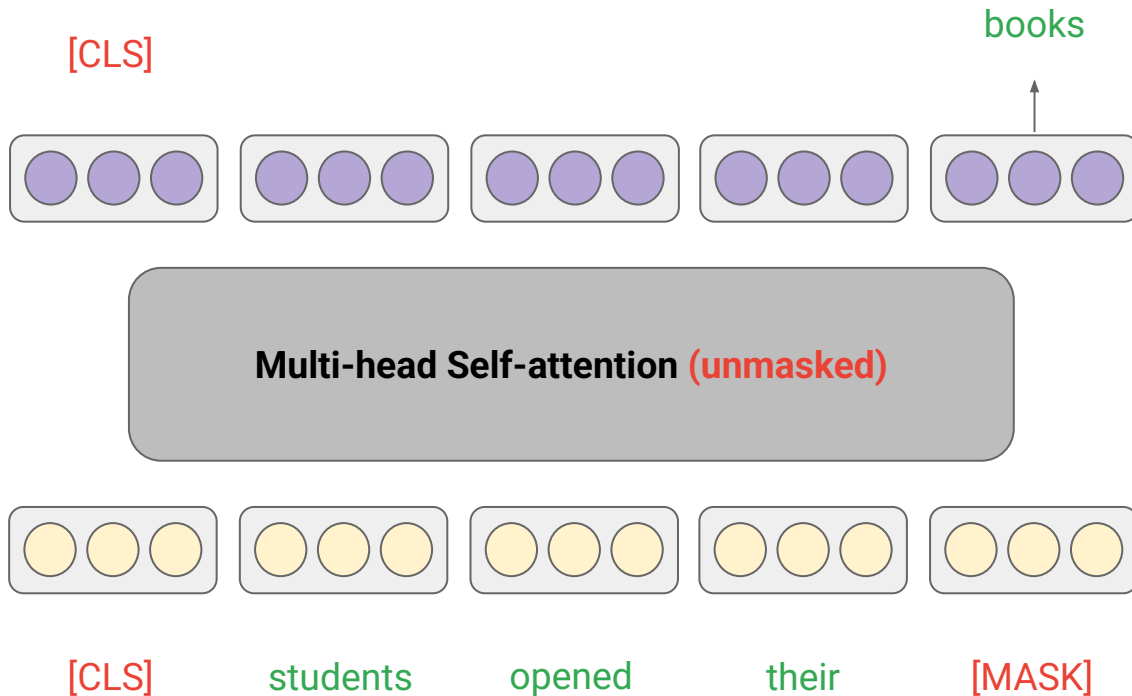 books
[CLS]
Multi-head Self-attention (unmasked)
[CLS] students opened their [MASK]